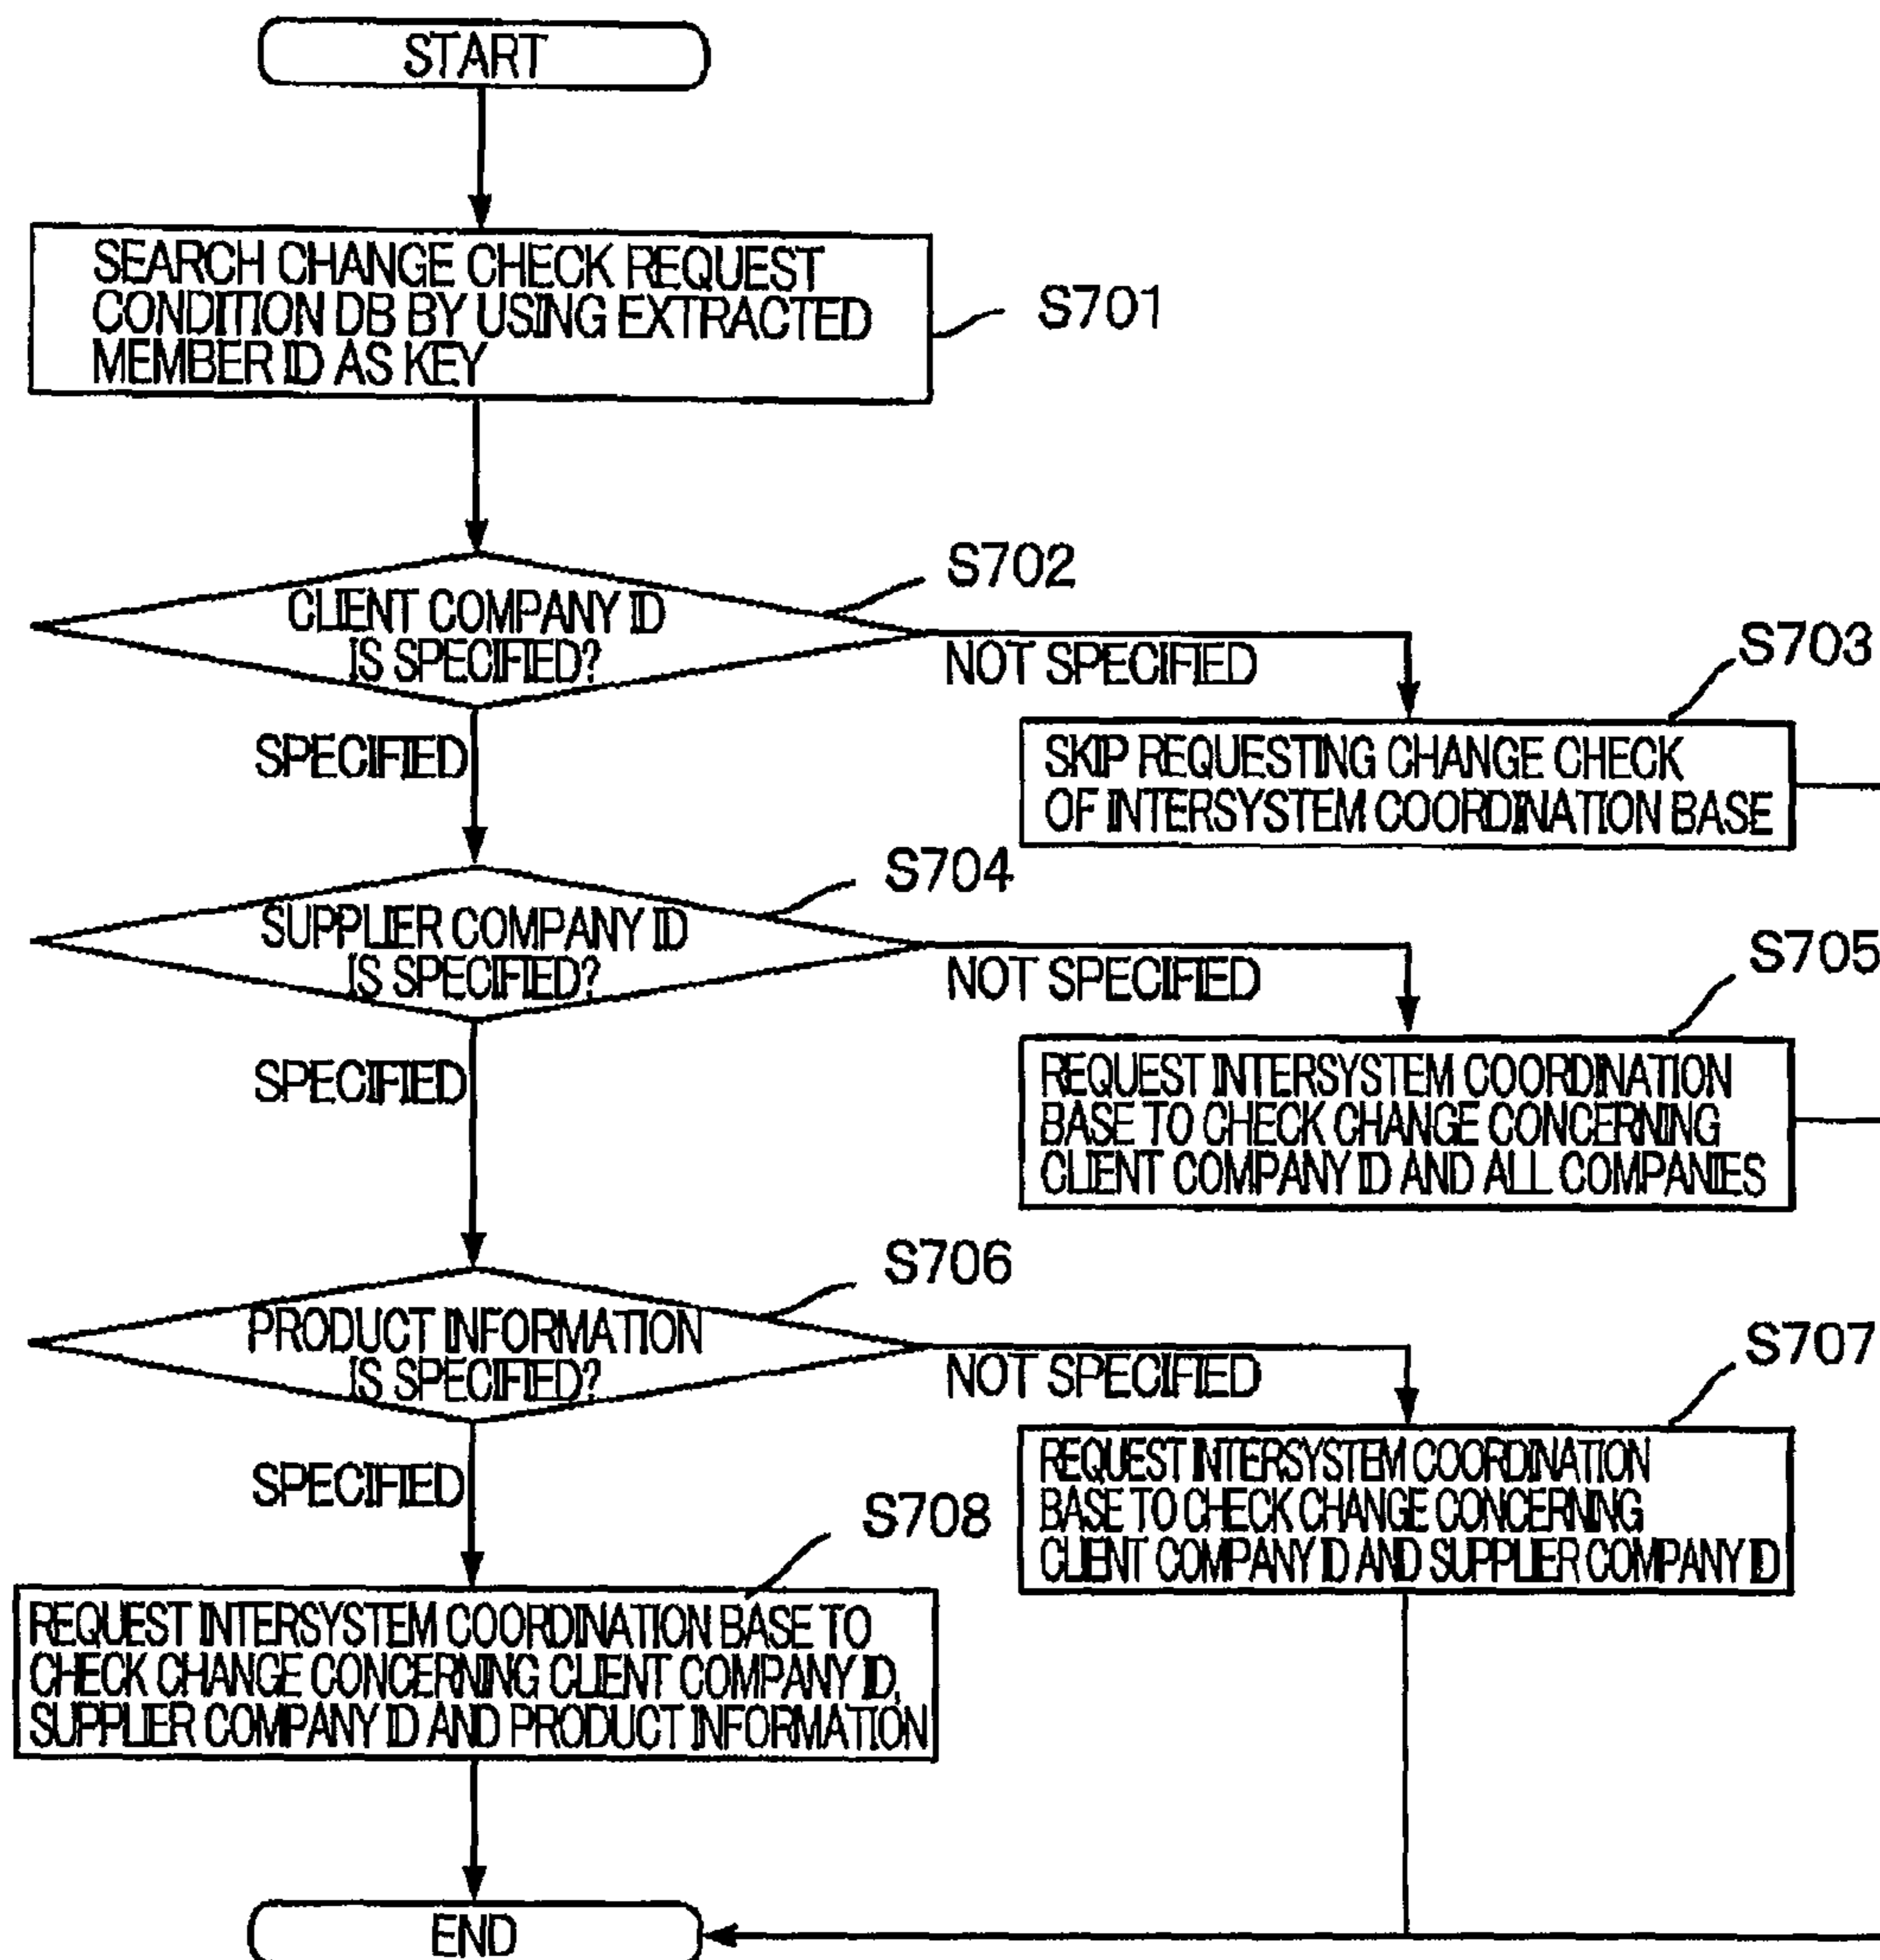 START
SEARCH CHANGE CHECK REQUEST
CONDITION DB BY USING EXTRACTED
MEMBER ID AS KEY
S701
S702
CLIENT COMPANY ID
IS SPECIFIED?
NOT SPECIFIED
S703
SPECIFIED
SKIP REQUESTING CHANGE CHECK
OF INTERSYSTEM COORDINATION BASE
S704
SUPPLIER COMPANY ID
IS SPECIFIED?
NOT SPECIFIED
S705
SPECIFIED
REQUEST INTERSYSTEM COORDINATION
BASE TO CHECK CHANGE CONCERNING
CLIENT COMPANY ID AND ALL COMPANIES
S706
PRODUCT INFORMATION
IS SPECIFIED?
NOT SPECIFIED
S707
SPECIFIED
REQUEST INTERSYSTEM COORDINATION
BASE TO CHECK CHANGE CONCERNING
CLIENT COMPANY ID AND SUPPLIER COMPANY ID
S708
REQUEST INTERSYSTEM COORDINATION BASE TO
CHECK CHANGE CONCERNING CLIENT COMPANY ID,
SUPPLIER COMPANY ID AND PRODUCT INFORMATION
END